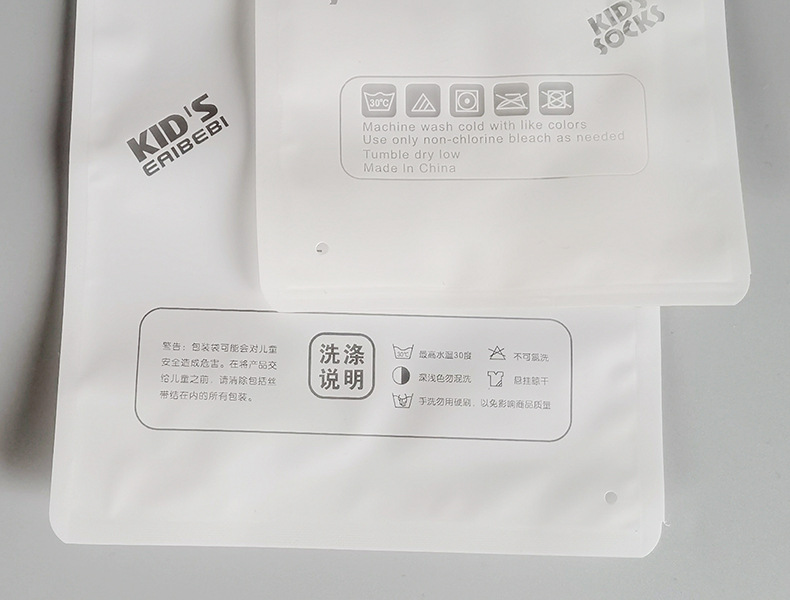 KID'S
SOCKS
30°C
Machine wash cold with like colors
Use only non-chlorine bleach as needed
Tumble dry low
Made In China
KID'S
EAIBEBI
警告：包装袋可能会对儿童
安全造成危害。在将产品交
给儿童之前，请清除包括丝
带结在内的所有包装。
洗涤
说明
30°C 最高水温30度 不可氯洗
深浅色勿混洗 悬挂晾干
手洗勿用硬刷，以免影响商品质量